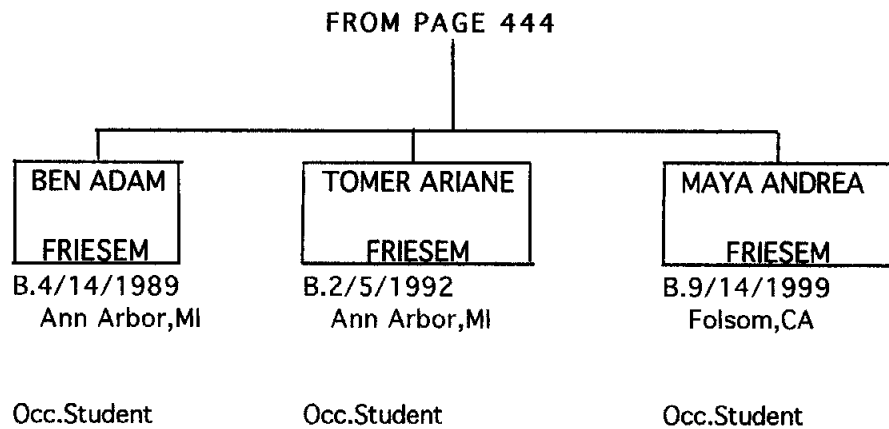 FROM PAGE 444
BEN ADAM
FRIESEM
B.4/14/1989
Ann Arbor,MI
Occ.Student
TOMER ARIANE
FRIESEM
B.2/5/1992
Ann Arbor,MI
Occ.Student
MAYA ANDREA
FRIESEM
B.9/14/1999
Folsom,CA
Occ.Student